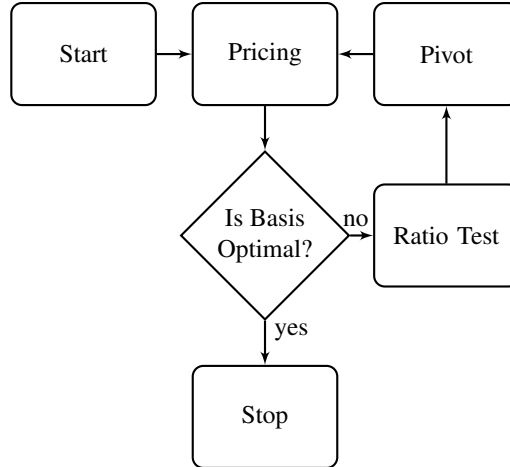 Start
Pricing
Pivot
Is Basis
Optimal?
no
Ratio Test
yes
Stop